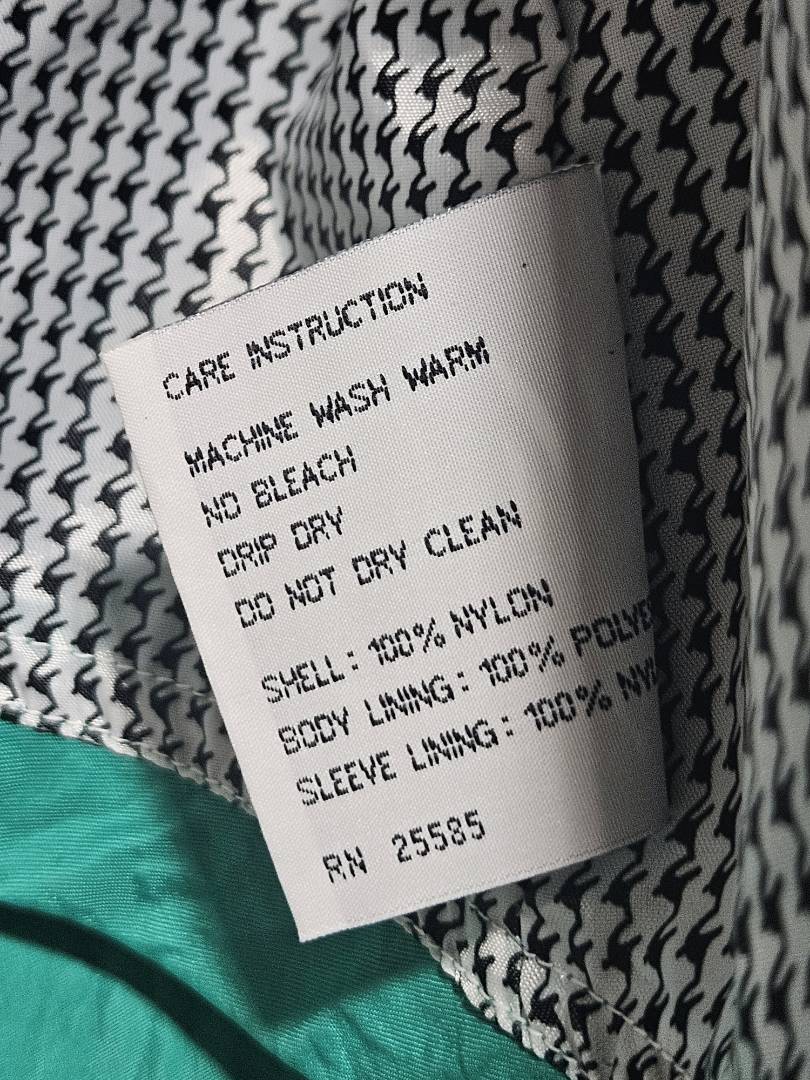 CARE INSTRUCTION
MACHINE WASH WARM
NO BLEACH
DRIP DRY
DO NOT DRY CLEAN
SHELL: 100% NYLON
BODY LINING: 100%
SLEEVE LINING: 100%
RN 25585